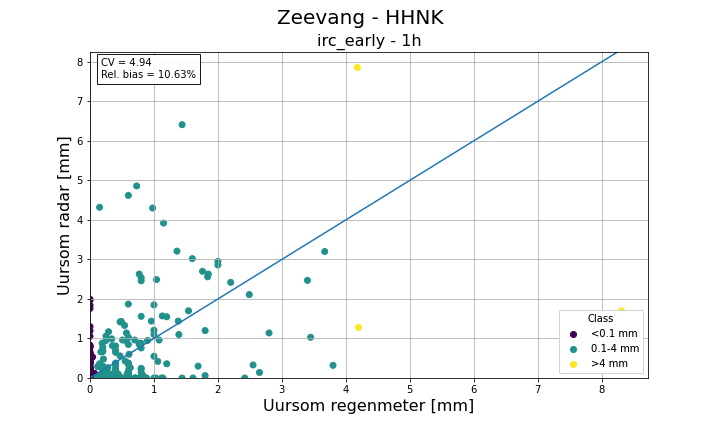 Zeevang - HHNK
irc_early - 1h
CV = 4.94
Rel. bias = 10.63%
Uursom radar [mm]
8
7
6
5
4
3
2
1
0
Class
<0.1 mm
0.1-4 mm
>4 mm
0 1 2 3 4 5 6 7 8
Uursom regenmeter [mm]